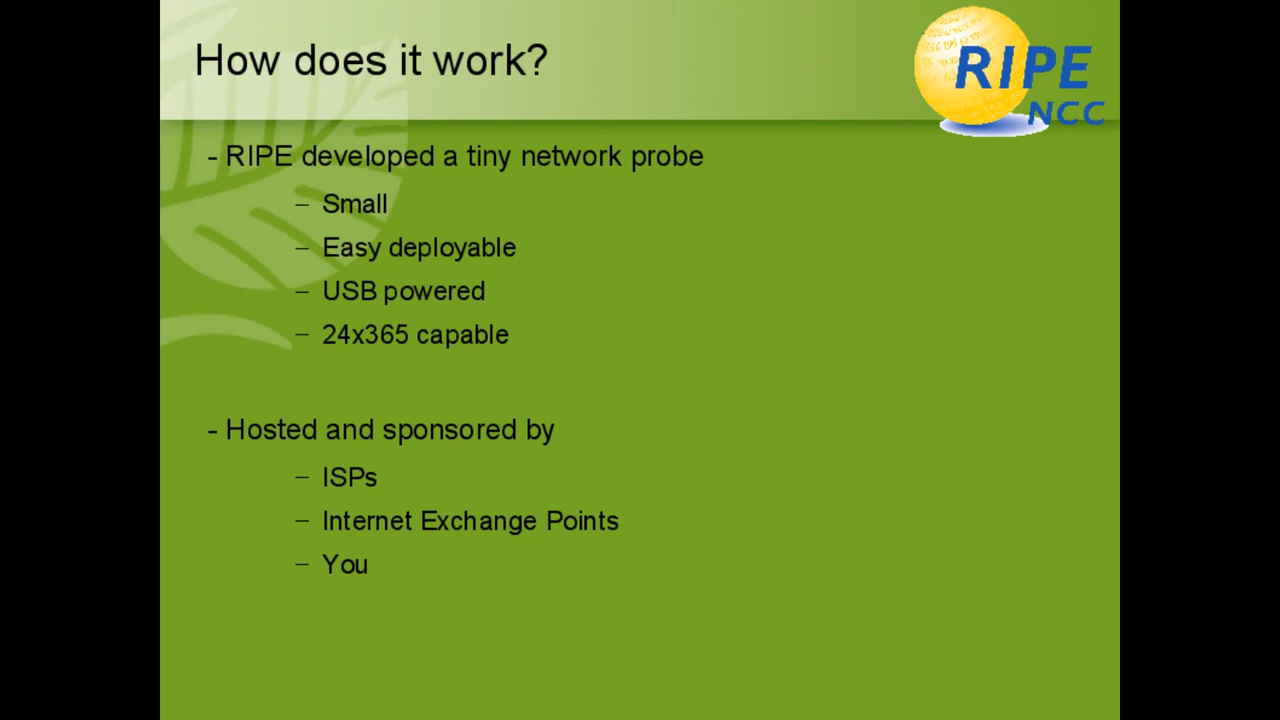 How does it work?
RIPE
NCC
- RIPE developed a tiny network probe
– Small
– Easy deployable
– USB powered
– 24x365 capable
- Hosted and sponsored by
– ISPs
– Internet Exchange Points
– You